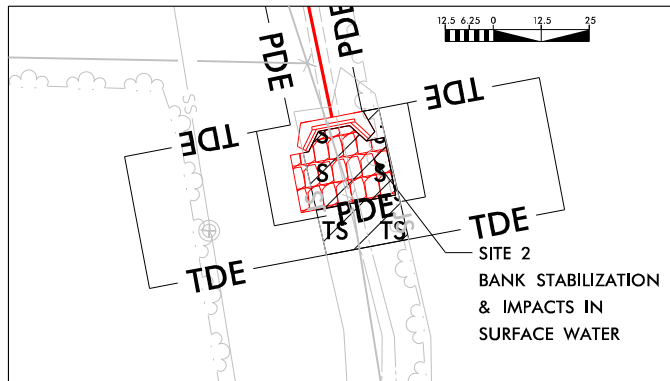 12.5 6.25 0 12.5 25
PDE
PDE
TDE
TDE
SS
S
S
S
S
PDE
TS
TS
TDE
TDE
SITE 2
BANK STABILIZATION
& IMPACTS IN
SURFACE WATER